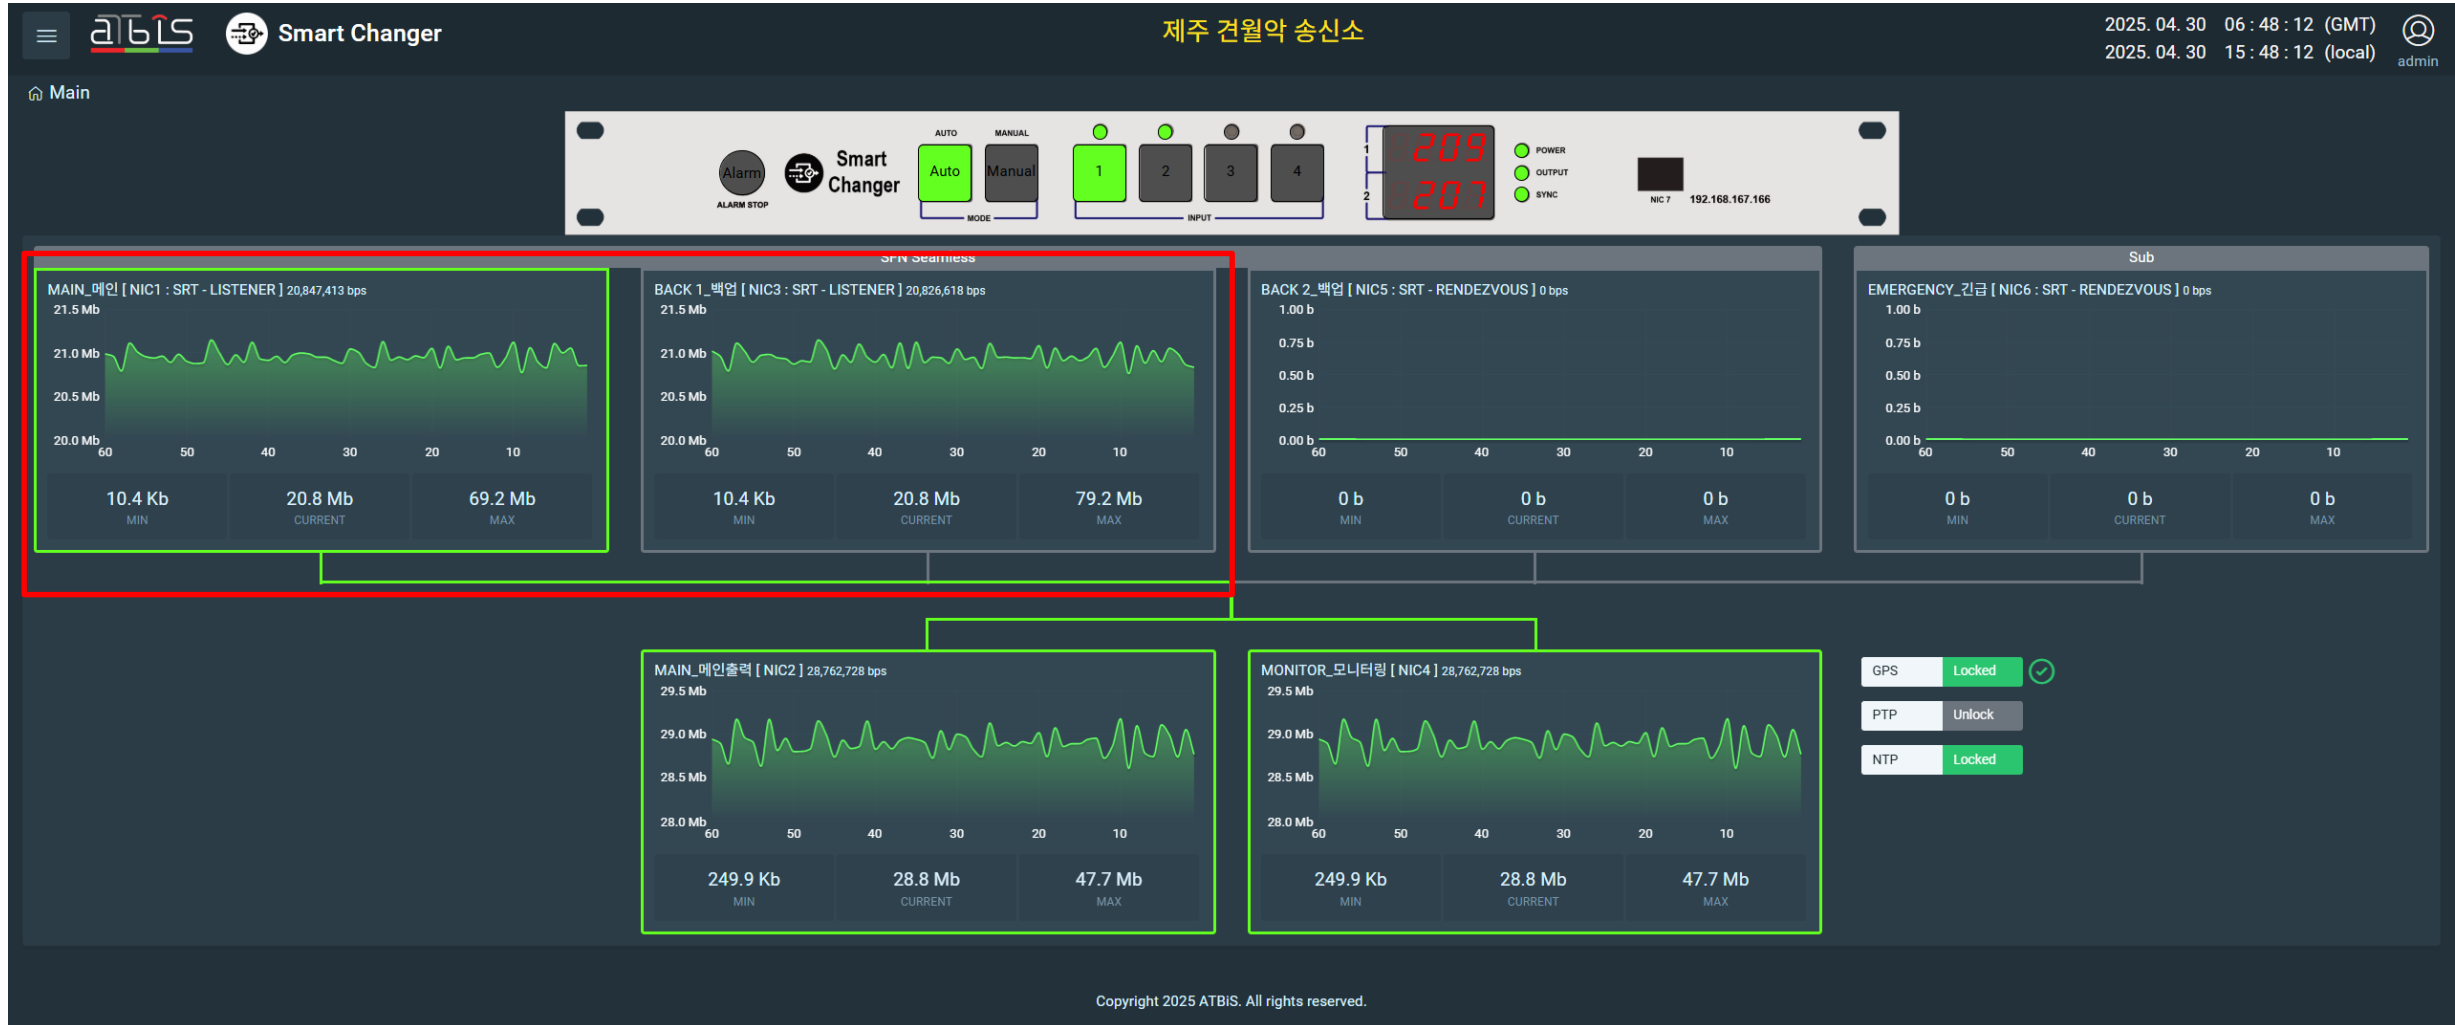 ATBiS
Smart Changer
제주 견월악 송신소
2025. 04. 30 06 : 48 : 12 (GMT)
2025. 04. 30 15 : 48 : 12 (local)
admin
Main
Alarm
ALARM STOP
Smart
Changer
AUTO
MANUAL
Auto
Manual
MODE
1
2
3
4
INPUT
1
209
2
207
POWER
OUTPUT
SYNC
NIC 7
192.168.167.166
SFN Seamless
Sub
MAIN_메인 [ NIC1 : SRT - LISTENER ] 20,847,413 bps
21.5 Mb
21.0 Mb
20.5 Mb
20.0 Mb
60 50 40 30 20 10
10.4 Kb 20.8 Mb 69.2 Mb
MIN CURRENT MAX
BACK 1_백업 [ NIC3 : SRT - LISTENER ] 20,826,618 bps
21.5 Mb
21.0 Mb
20.5 Mb
20.0 Mb
60 50 40 30 20 10
10.4 Kb 20.8 Mb 79.2 Mb
MIN CURRENT MAX
BACK 2_백업 [ NIC5 : SRT - RENDEZVOUS ] 0 bps
1.00 b
0.75 b
0.50 b
0.25 b
0.00 b
60 50 40 30 20 10
0 b 0 b 0 b
MIN CURRENT MAX
EMERGENCY_긴급 [ NIC6 : SRT - RENDEZVOUS ] 0 bps
1.00 b
0.75 b
0.50 b
0.25 b
0.00 b
60 50 40 30 20 10
0 b 0 b 0 b
MIN CURRENT MAX
MAIN_메인출력 [ NIC2 ] 28,762,728 bps
29.5 Mb
29.0 Mb
28.5 Mb
28.0 Mb
60 50 40 30 20 10
249.9 Kb 28.8 Mb 47.7 Mb
MIN CURRENT MAX
MONITOR_모니터링 [ NIC4 ] 28,762,728 bps
29.5 Mb
29.0 Mb
28.5 Mb
28.0 Mb
60 50 40 30 20 10
249.9 Kb 28.8 Mb 47.7 Mb
MIN CURRENT MAX
GPS Locked
PTP Unlock
NTP Locked
Copyright 2025 ATBiS. All rights reserved.